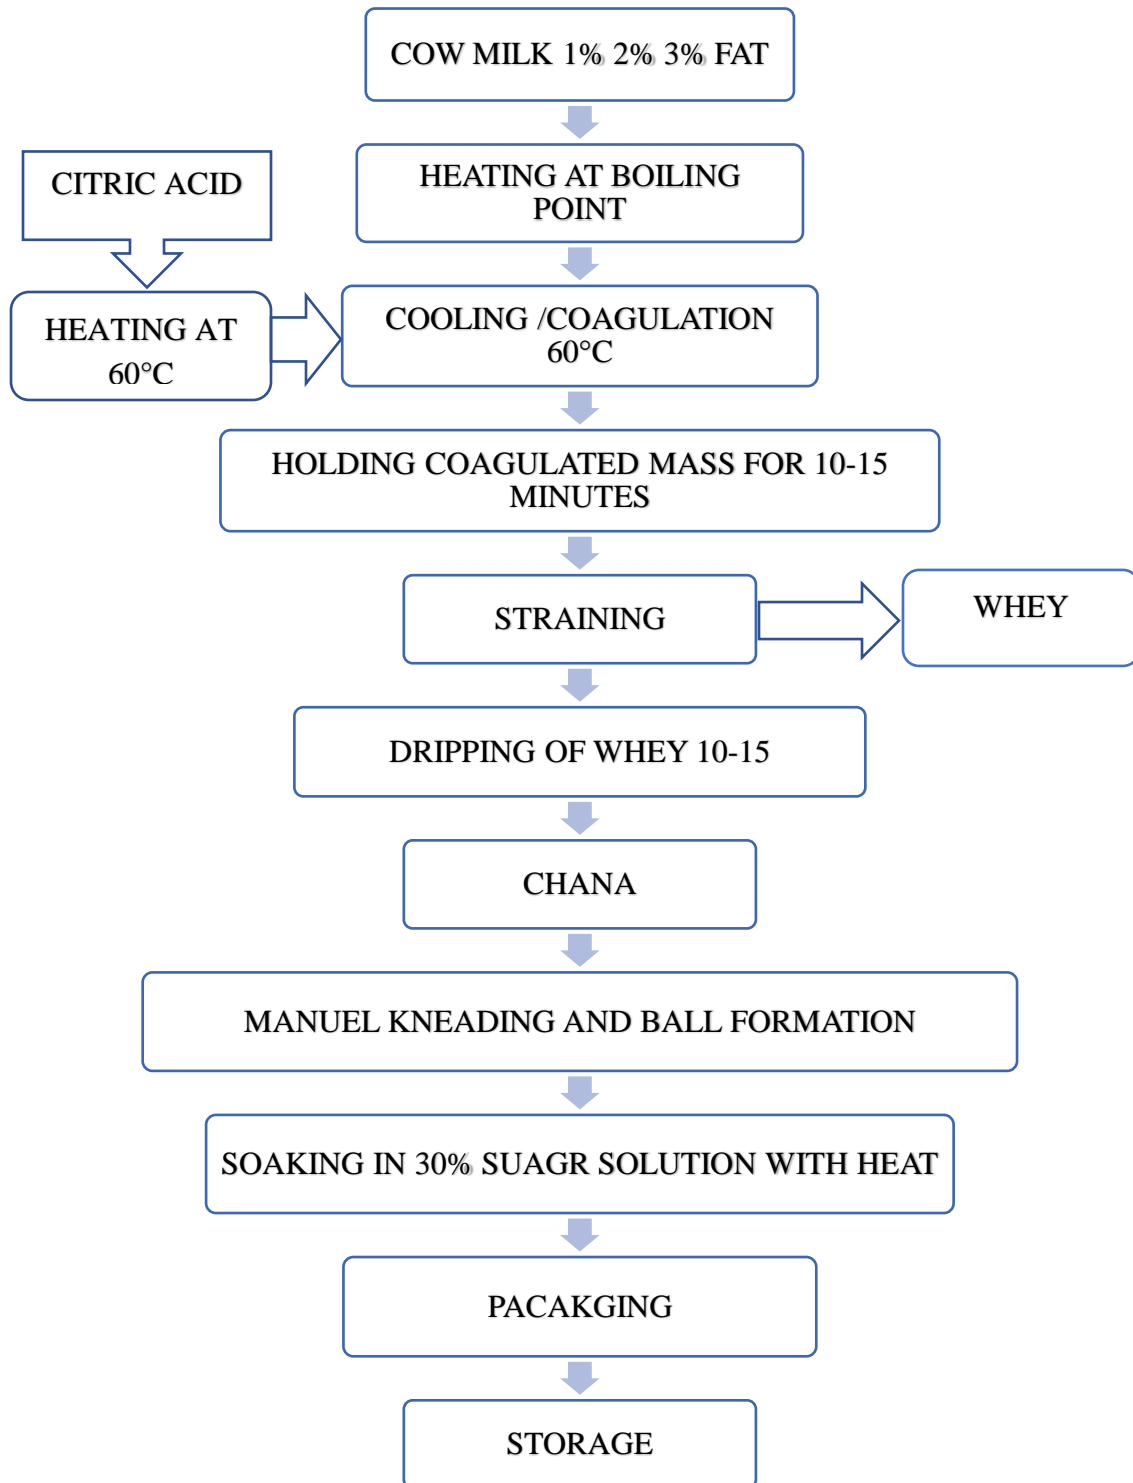 COW MILK 1% 2% 3% FAT
HEATING AT BOILING
POINT
CITRIC ACID
HEATING AT
60°C
COOLING /COAGULATION
60°C
HOLDING COAGULATED MASS FOR 10-15
MINUTES
STRAINING
WHEY
DRIPPING OF WHEY 10-15
CHANA
MANUEL KNEADING AND BALL FORMATION
SOAKING IN 30% SUAGR SOLUTION WITH HEAT
PACAKGING
STORAGE